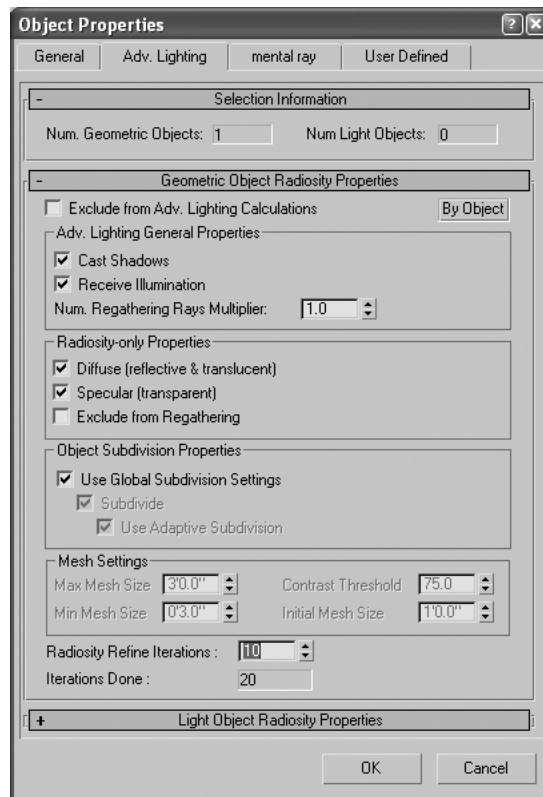 Object Properties
General Adv. Lighting mental ray User Defined
- Selection Information
Num. Geometric Objects: 1 Num Light Objects: 0
- Geometric Object Radiosity Properties
Exclude from Adv. Lighting Calculations By Object
Adv. Lighting General Properties
Cast Shadows
Receive Illumination
Num. Regathering Rays Multiplier: 1.0
Radiosity-only Properties
Diffuse (reflective & translucent)
Specular (transparent)
Exclude from Regathering
Object Subdivision Properties
Use Global Subdivision Settings
Subdivide
Use Adaptive Subdivision
Mesh Settings
Max Mesh Size 3'0.0" Contrast Threshold 75.0
Min Mesh Size 0'3.0" Initial Mesh Size 1'0.0"
Radiosity Refine Iterations : 10
Iterations Done : 20
+ Light Object Radiosity Properties
OK Cancel